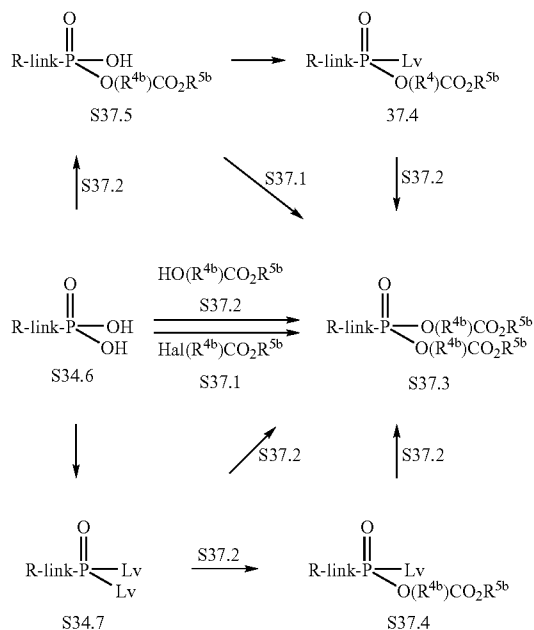 O O
R-link-P—OH R-link-P—Lv
O(R4b)CO2R5b O(R4)CO2R5b
S37.5 37.4
S37.2 S37.1 S37.2
HO(R4b)CO2R5b
O S37.2 O
R-link-P—OH R-link-P—O(R4b)CO2R5b
OH Hal(R4b)CO2R5b O(R4b)CO2R5b
S34.6 S37.1 S37.3
S37.2 S37.2
O O
R-link-P—Lv S37.2 R-link-P—Lv
Lv O(R4b)CO2R5b
S34.7 S37.4